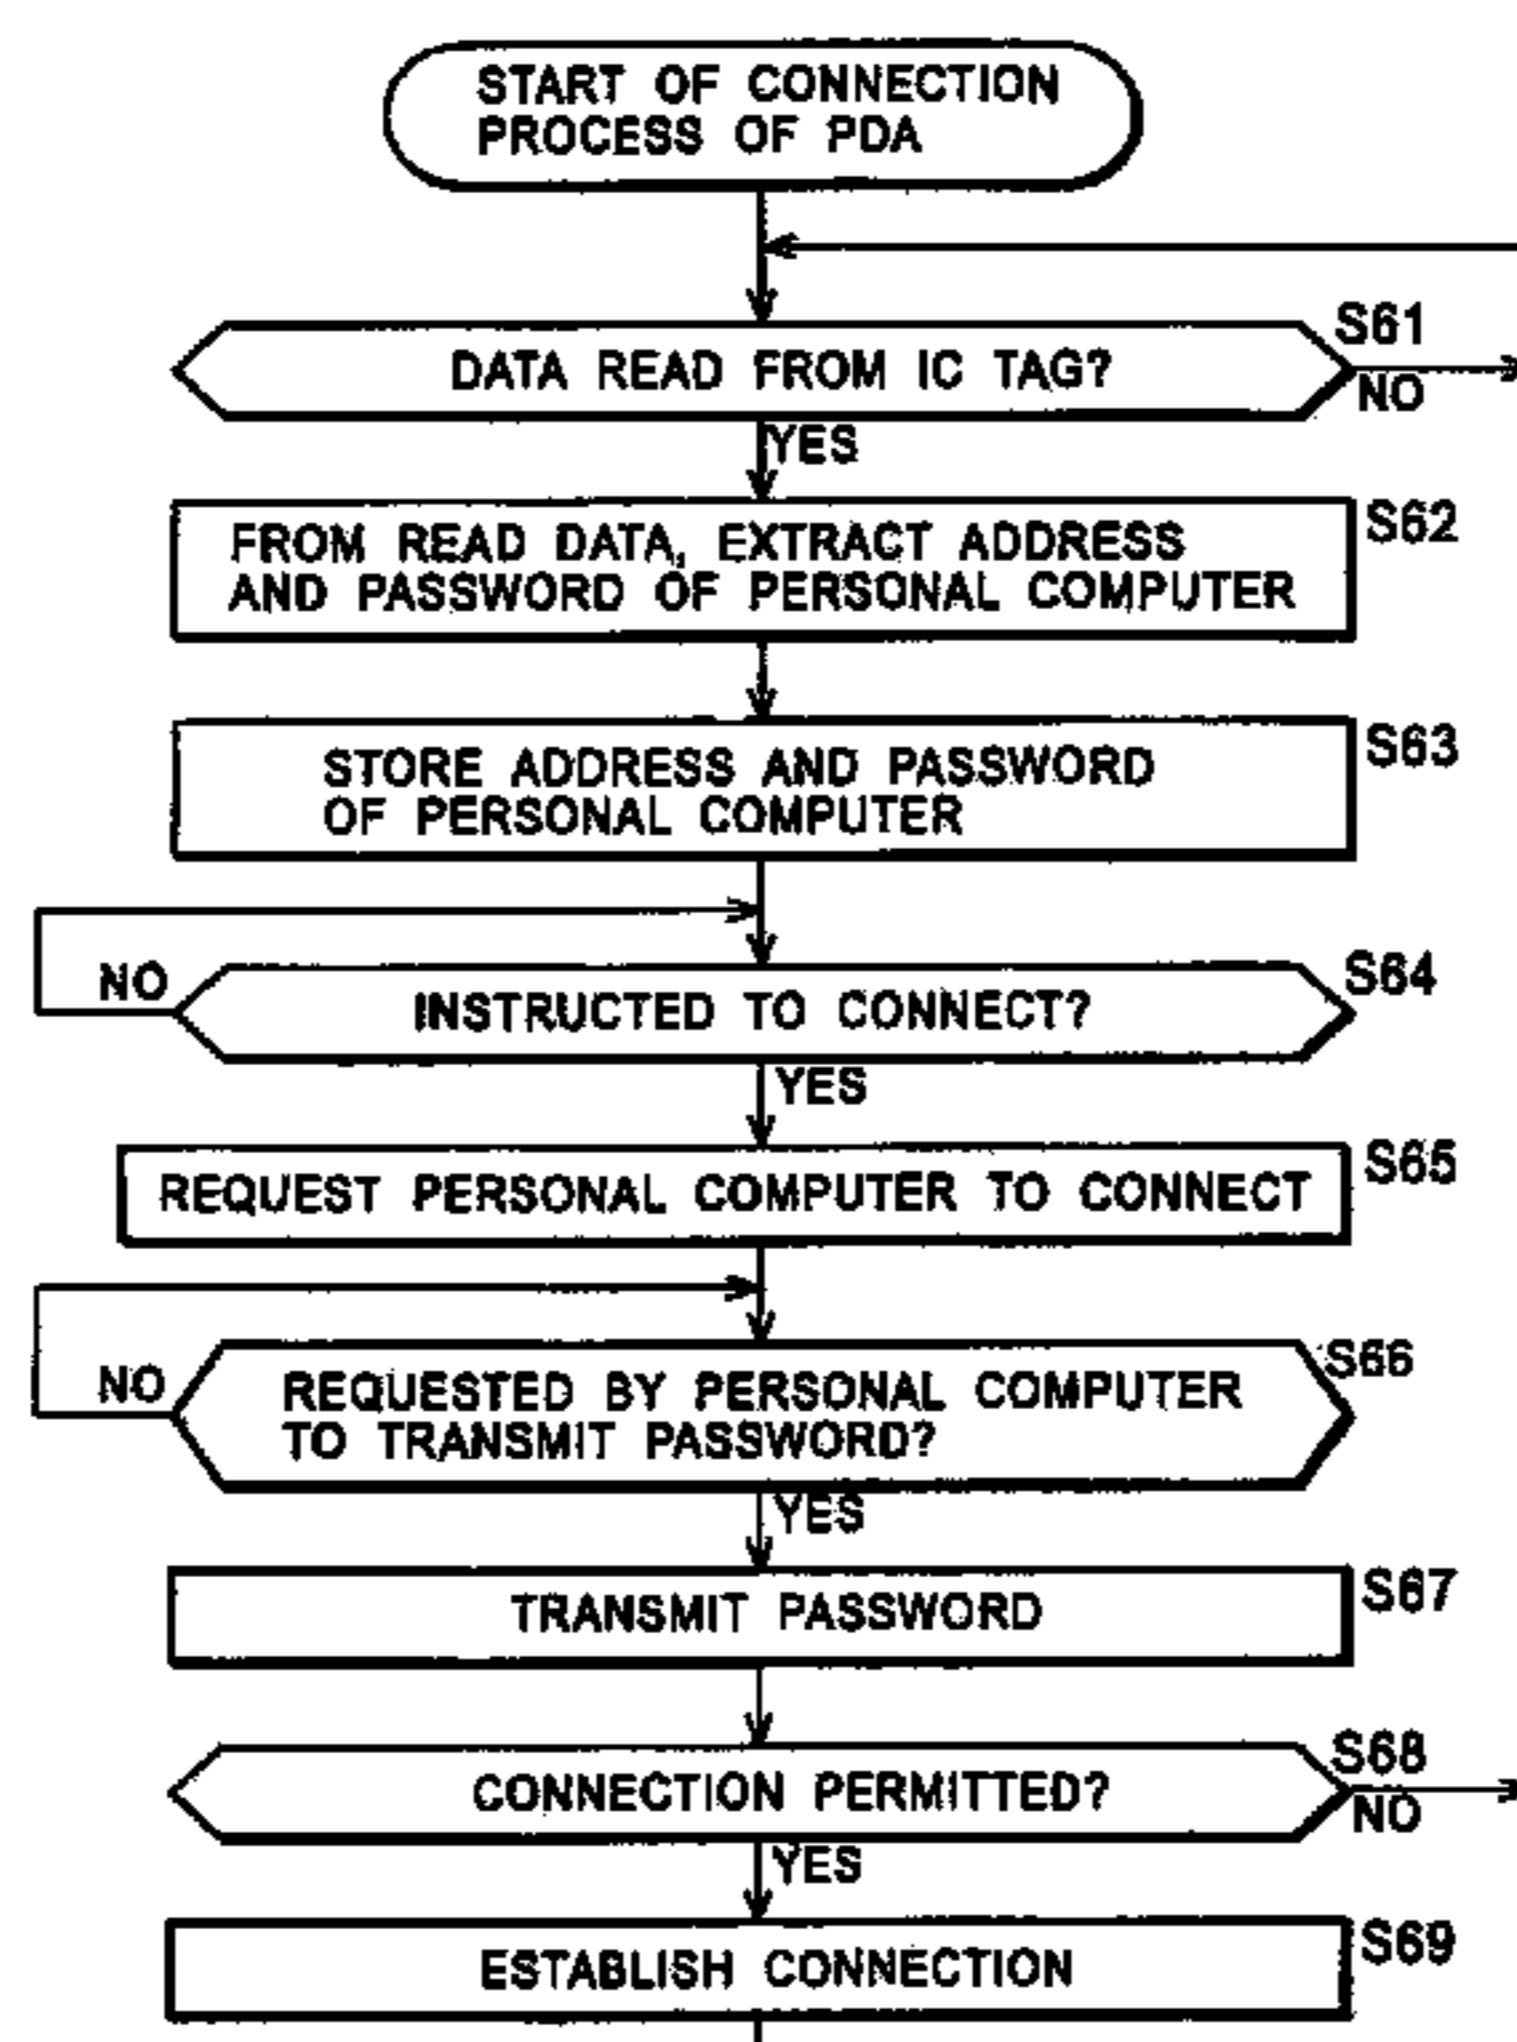 START OF CONNECTION
PROCESS OF PDA
S61
DATA READ FROM IC TAG?
NO
YES
S62
FROM READ DATA, EXTRACT ADDRESS
AND PASSWORD OF PERSONAL COMPUTER
S63
STORE ADDRESS AND PASSWORD
OF PERSONAL COMPUTER
S64
NO
INSTRUCTED TO CONNECT?
YES
S65
REQUEST PERSONAL COMPUTER TO CONNECT
S66
NO
REQUESTED BY PERSONAL COMPUTER
TO TRANSMIT PASSWORD?
YES
S67
TRANSMIT PASSWORD
S68
CONNECTION PERMITTED?
NO
YES
S69
ESTABLISH CONNECTION